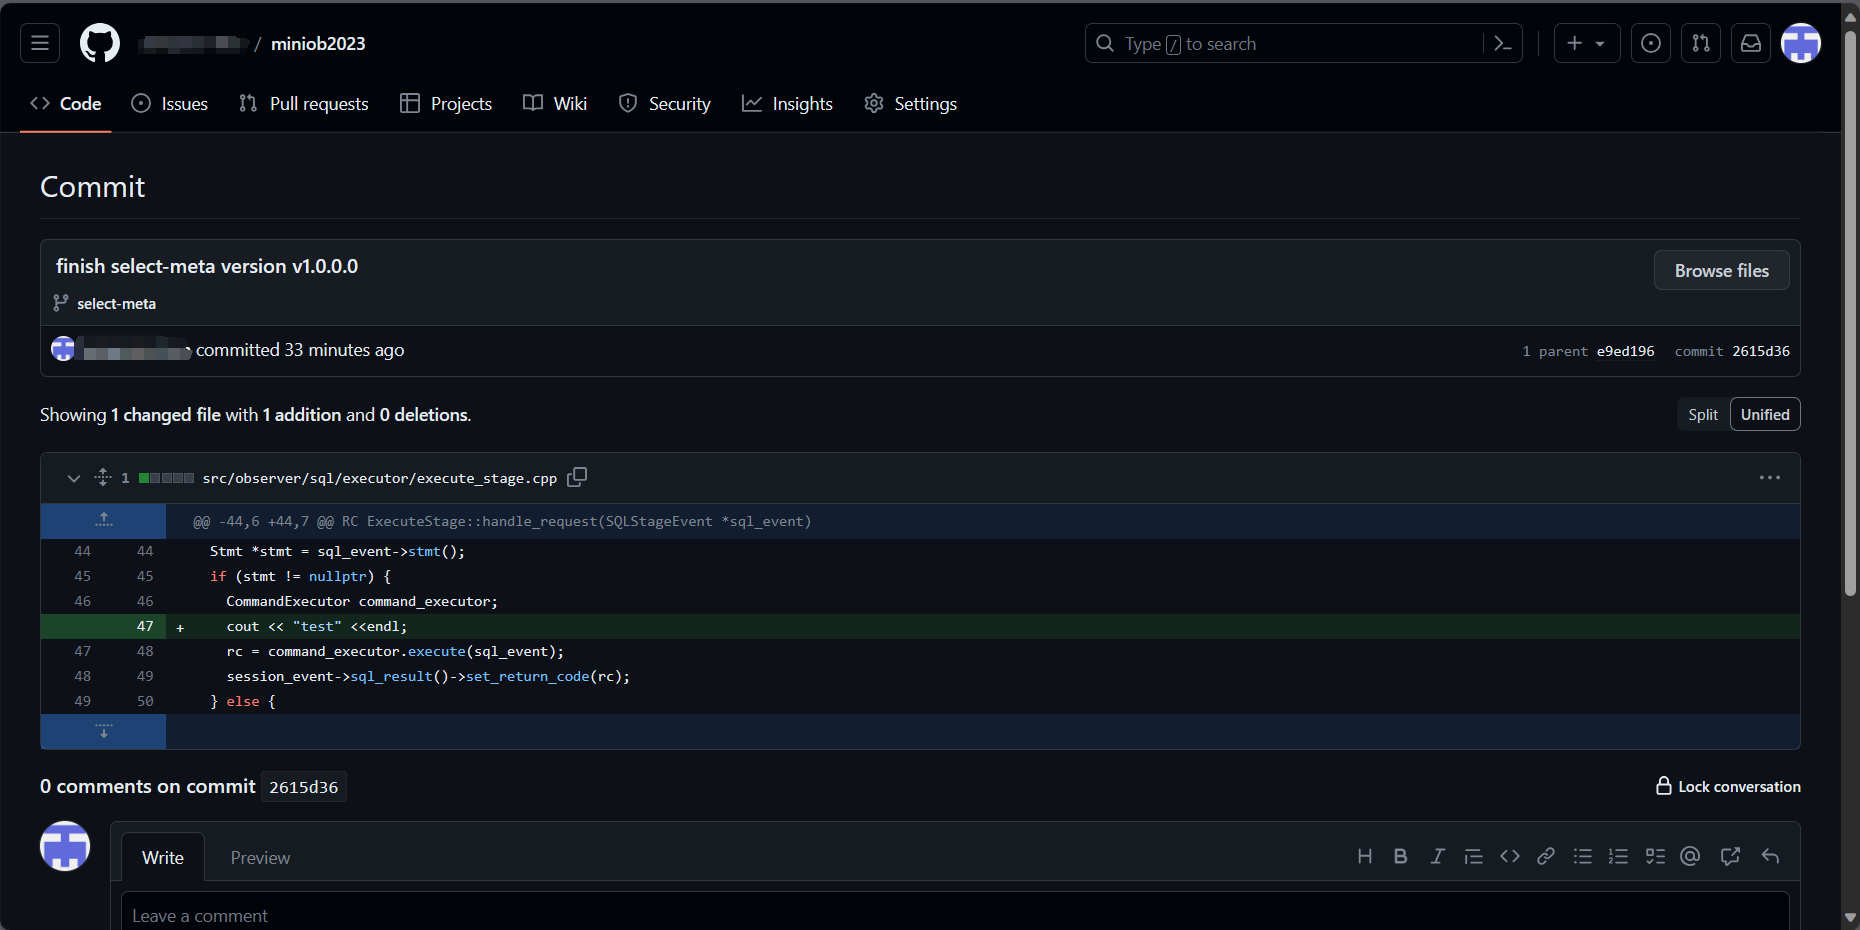 / miniob2023
Type / to search
Code Issues Pull requests Projects Wiki Security Insights Settings
Commit
finish select-meta version v1.0.0.0
Browse files
select-meta
committed 33 minutes ago
1 parent e9ed196 commit 2615d36
Showing 1 changed file with 1 addition and 0 deletions.
Split Unified
1 src/observer/sql/executor/execute_stage.cpp
@@ -44,6 +44,7 @@ RC ExecuteStage::handle_request(SQLStageEvent *sql_event)
44 44 Stmt *stmt = sql_event->stmt();
45 45 if (stmt != nullptr) {
46 46 CommandExecutor command_executor;
47 + cout << "test" <<endl;
47 48 rc = command_executor.execute(sql_event);
48 49 session_event->sql_result()->set_return_code(rc);
49 50 } else {
0 comments on commit 2615d36
Lock conversation
Write Preview
Leave a comment